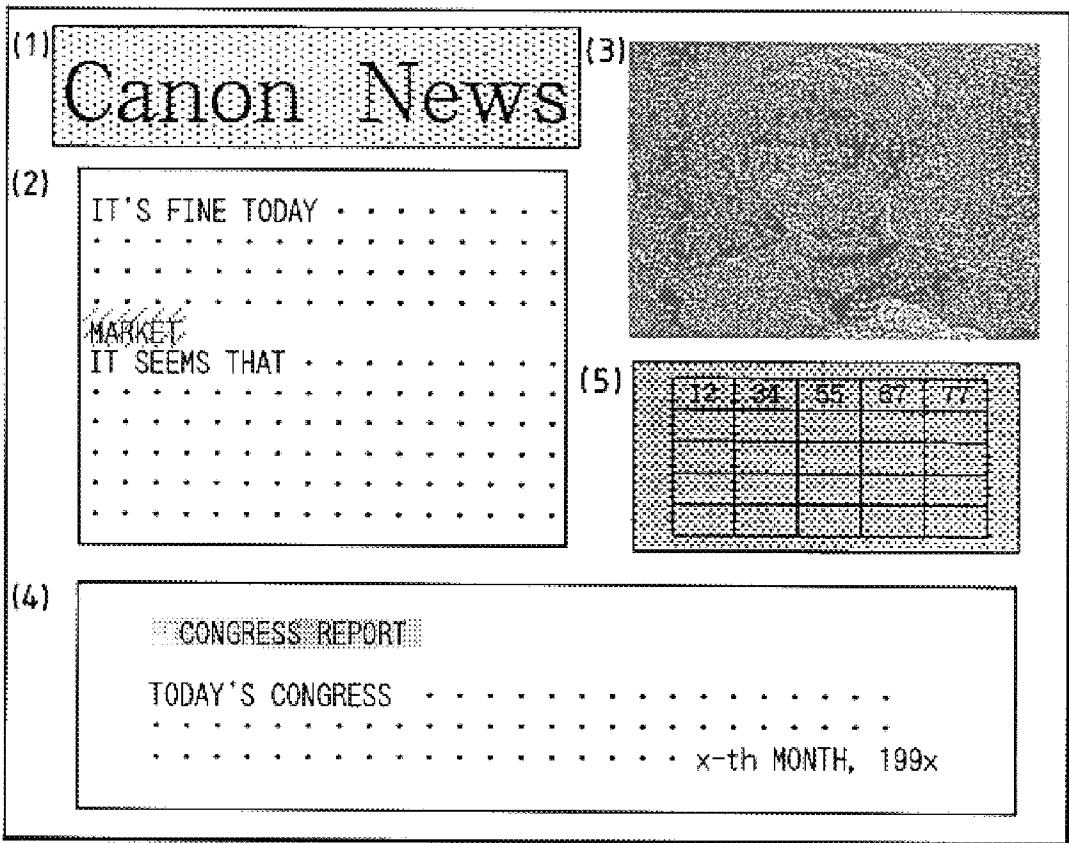 (1)
Canon News
(2)
IT'S FINE TODAY · · · · · · · ·
· · · · · · · · · · · · · · · ·
· · · · · · · · · · · · · · · ·
· · · · · · · · · · · · · · · ·
MARKET
IT SEEMS THAT · · · · · · · · ·
· · · · · · · · · · · · · · · ·
· · · · · · · · · · · · · · · ·
· · · · · · · · · · · · · · · ·
· · · · · · · · · · · · · · · ·
· · · · · · · · · · · · · · · ·
(3)
(5)
12 34 55 67 77
(4)
CONGRESS REPORT
TODAY'S CONGRESS · · · · · · · · · · · · · · · ·
· · · · · · · · · · · · · · · · · · · · · · · · ·
· · · · · · · · · · · · · · · · · · x-th MONTH, 199x